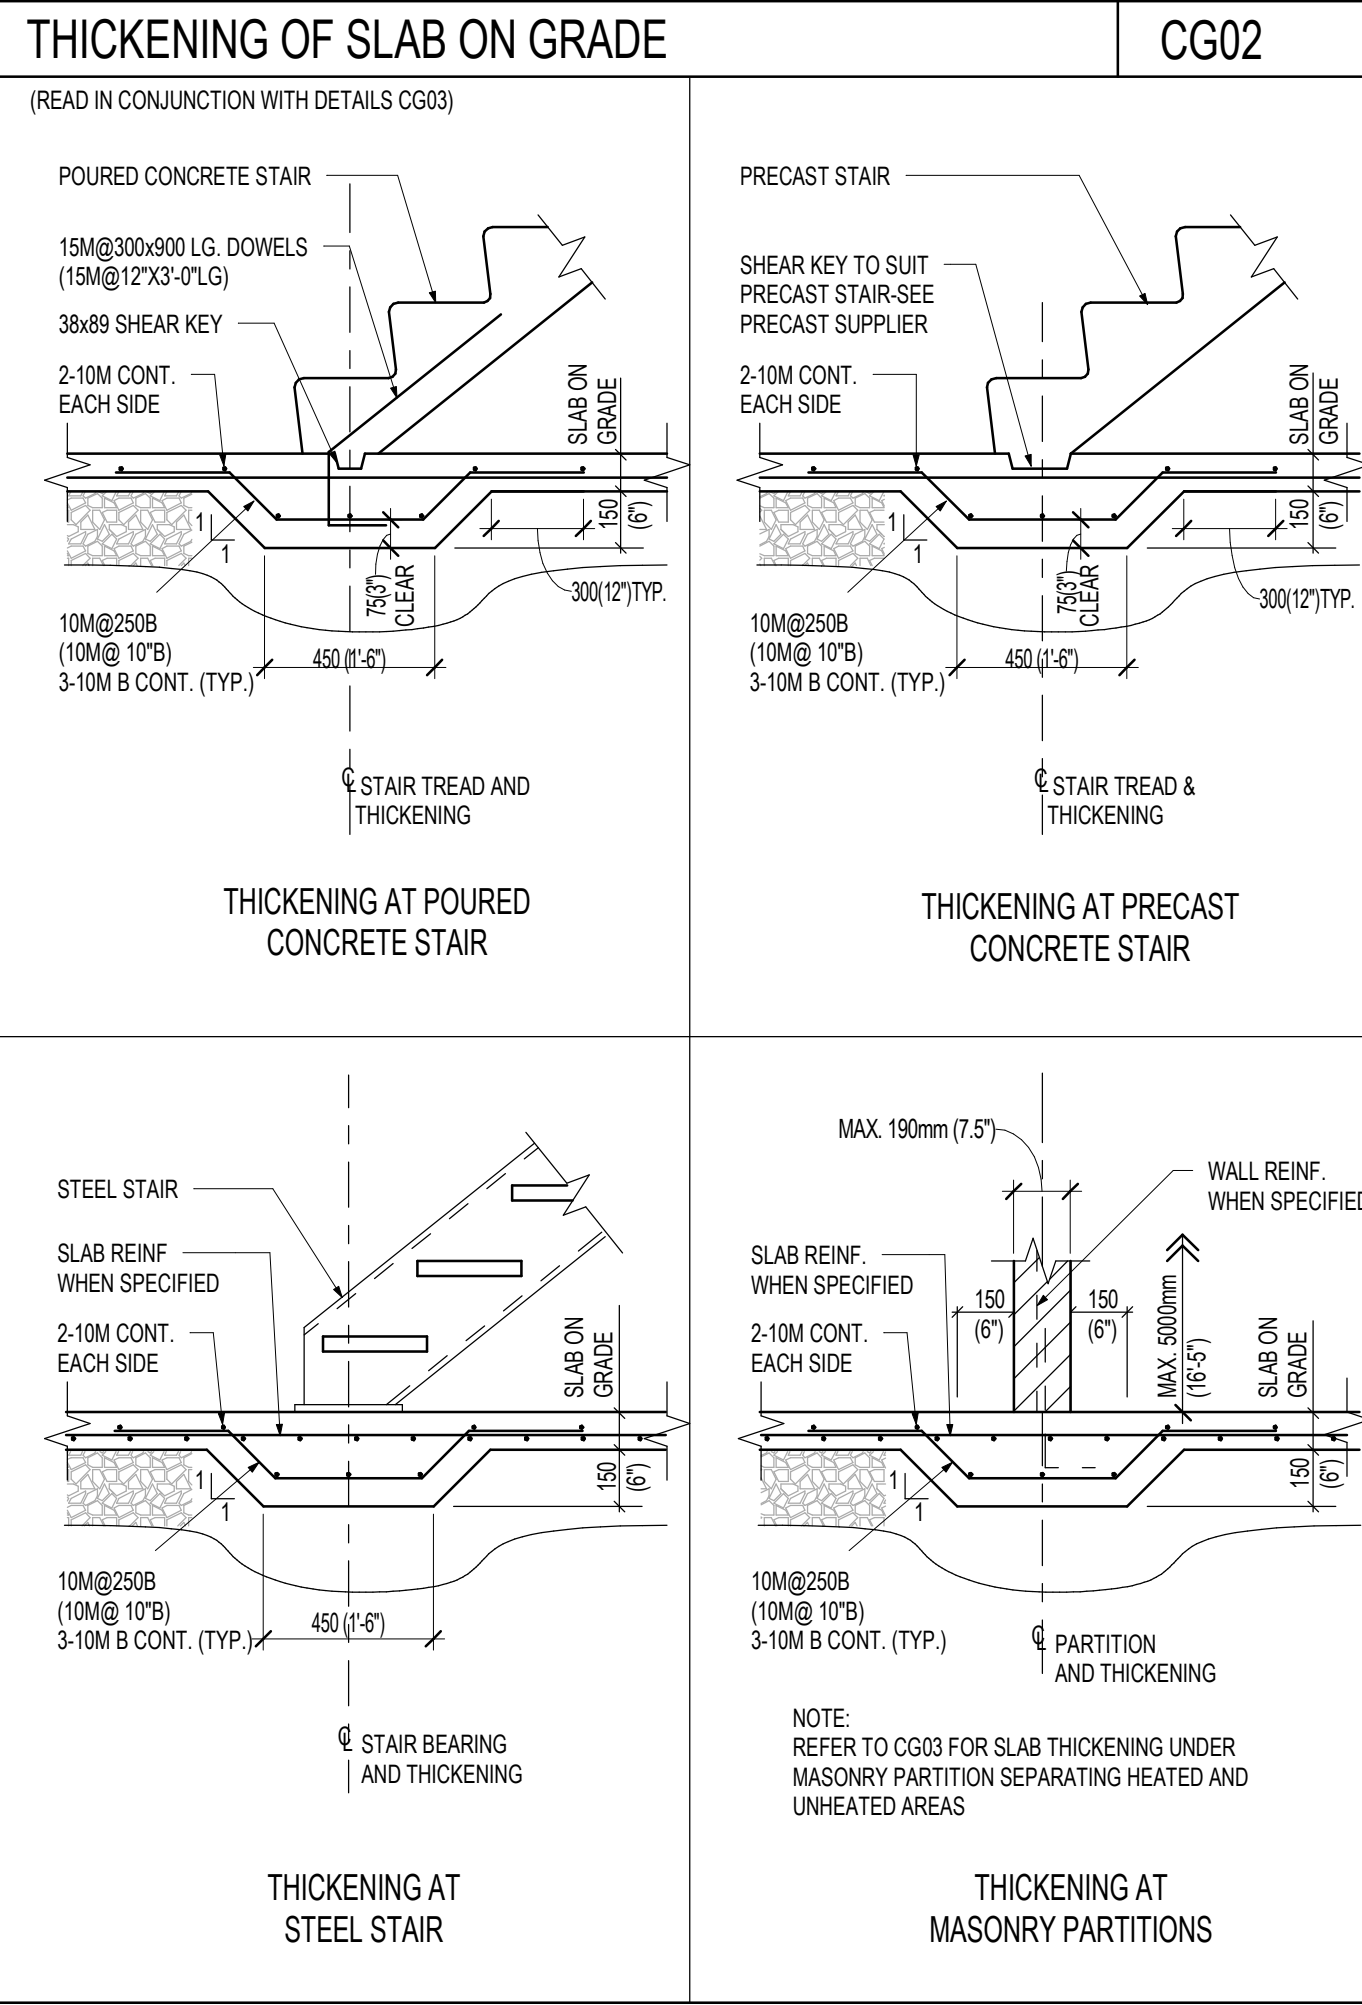 THICKENING OF SLAB ON GRADE
CG02
(READ IN CONJUNCTION WITH DETAILS CG03)
POURED CONCRETE STAIR
15M@300x900 LG. DOWELS
(15M@12"X3'-0"LG)
38x89 SHEAR KEY
2-10M CONT.
EACH SIDE
SLAB ON
GRADE
150
(6")
1
1
75(3")
CLEAR
300(12")TYP.
10M@250B
(10M@ 10"B)
3-10M B CONT. (TYP.)
450 (1'-6")
℄ STAIR TREAD AND
THICKENING
THICKENING AT POURED
CONCRETE STAIR
PRECAST STAIR
SHEAR KEY TO SUIT
PRECAST STAIR-SEE
PRECAST SUPPLIER
2-10M CONT.
EACH SIDE
SLAB ON
GRADE
150
(6")
1
1
75(3")
CLEAR
300(12")TYP.
10M@250B
(10M@ 10"B)
3-10M B CONT. (TYP.)
450 (1'-6")
℄ STAIR TREAD &
THICKENING
THICKENING AT PRECAST
CONCRETE STAIR
STEEL STAIR
SLAB REINF
WHEN SPECIFIED
2-10M CONT.
EACH SIDE
SLAB ON
GRADE
150
(6")
1
1
10M@250B
(10M@ 10"B)
3-10M B CONT. (TYP.)
450 (1'-6")
℄ STAIR BEARING
AND THICKENING
THICKENING AT
STEEL STAIR
MAX. 190mm (7.5")
WALL REINF.
WHEN SPECIFIED
SLAB REINF.
WHEN SPECIFIED
150
(6")
150
(6")
MAX. 5000mm
(16'-5")
2-10M CONT.
EACH SIDE
SLAB ON
GRADE
150
(6")
1
1
10M@250B
(10M@ 10"B)
3-10M B CONT. (TYP.)
℄ PARTITION
AND THICKENING
NOTE:
REFER TO CG03 FOR SLAB THICKENING UNDER
MASONRY PARTITION SEPARATING HEATED AND
UNHEATED AREAS
THICKENING AT
MASONRY PARTITIONS